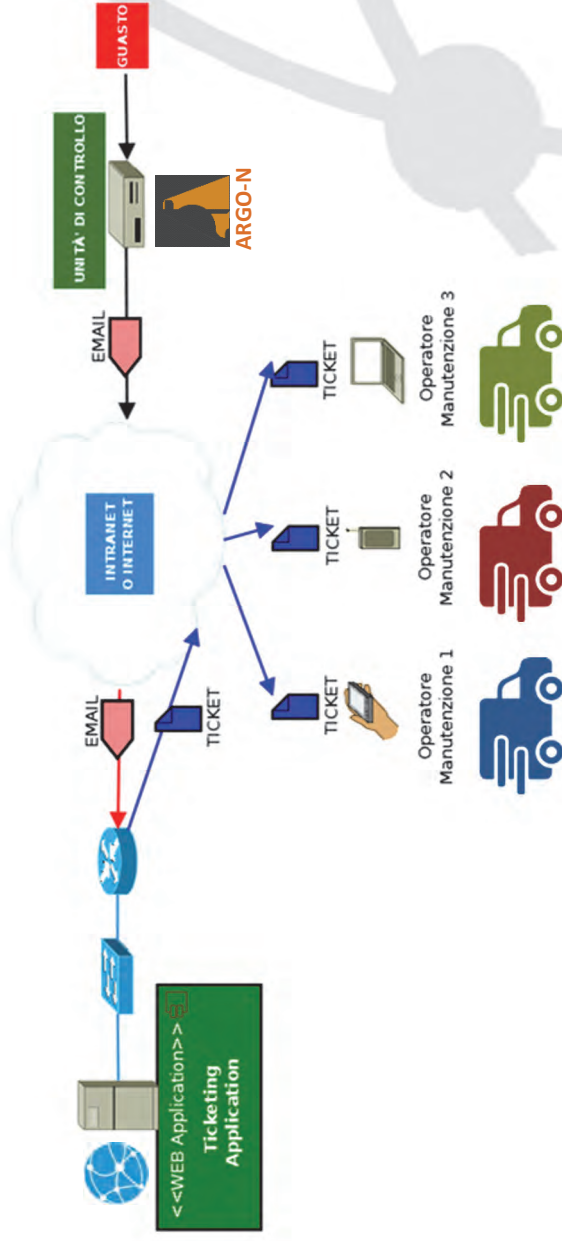 <<WEB Application>>
Ticketing
Application
EMAIL
TICKET
INTRANET
O INTERNET
EMAIL
UNITÀ' DI CONTROLLO
ARGO-N
GUASTO
TICKET
Operatore
Manutenzione 1
TICKET
Operatore
Manutenzione 2
TICKET
Operatore
Manutenzione 3